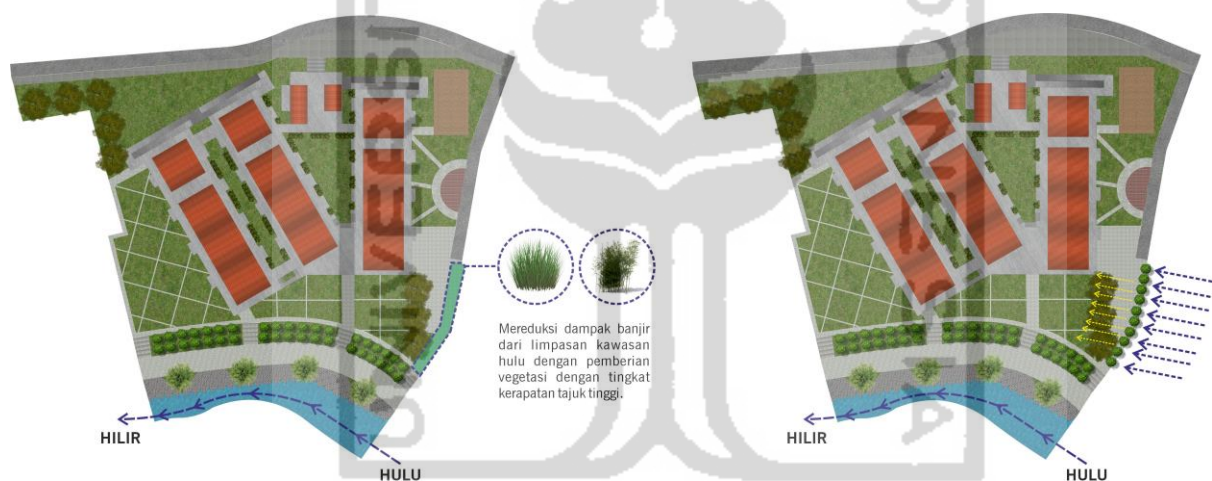 Mereduksi dampak banjir
dari limpasan kawasan
hulu dengan pemberian
vegetasi dengan tingkat
kerapatan tajuk tinggi.
HILIR
HULU
HILIR
HULU